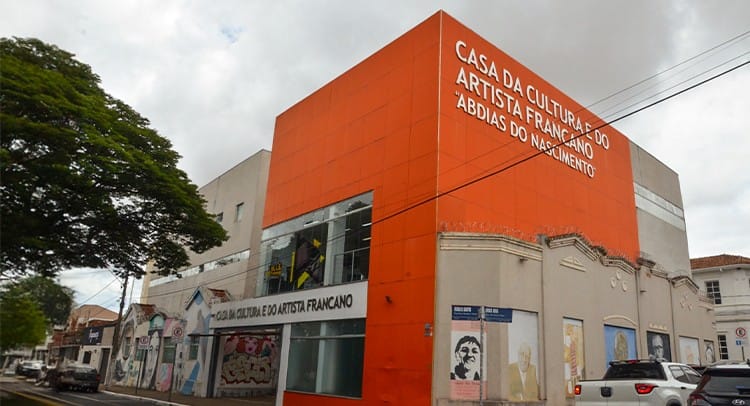 CASA DA CULTURA E DO
ARTISTA FRANCANO
"ABDIAS DO NASCIMENTO"
CASA DA CULTURA E DO ARTISTA FRANCANO